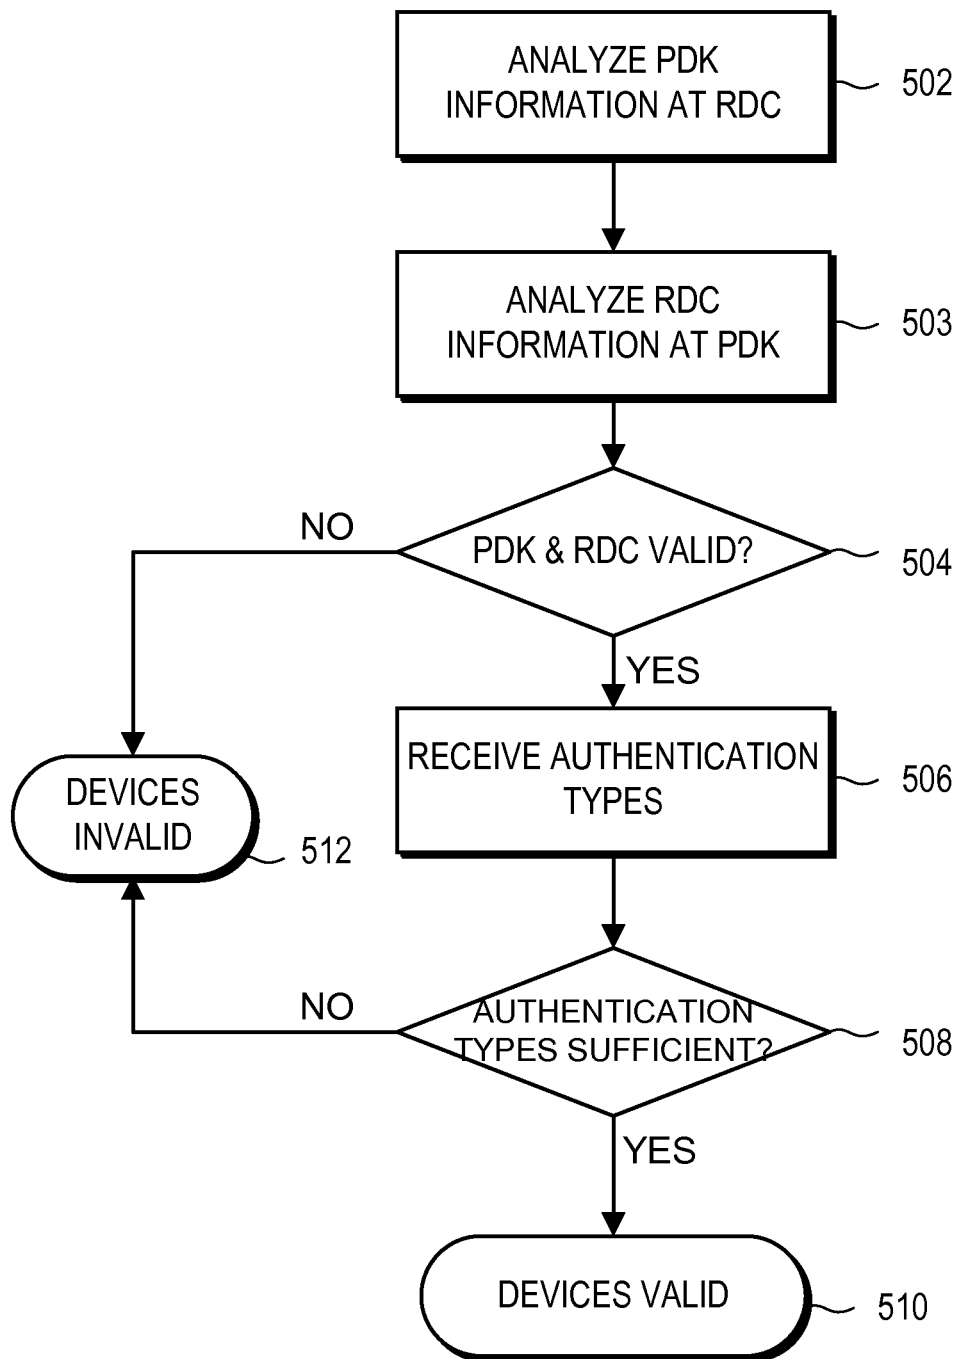 ANALYZE PDK
INFORMATION AT RDC
502
ANALYZE RDC
INFORMATION AT PDK
503
NO
PDK & RDC VALID?
504
YES
RECEIVE AUTHENTICATION
TYPES
506
DEVICES
INVALID
512
NO
AUTHENTICATION
TYPES SUFFICIENT?
508
YES
DEVICES VALID
510